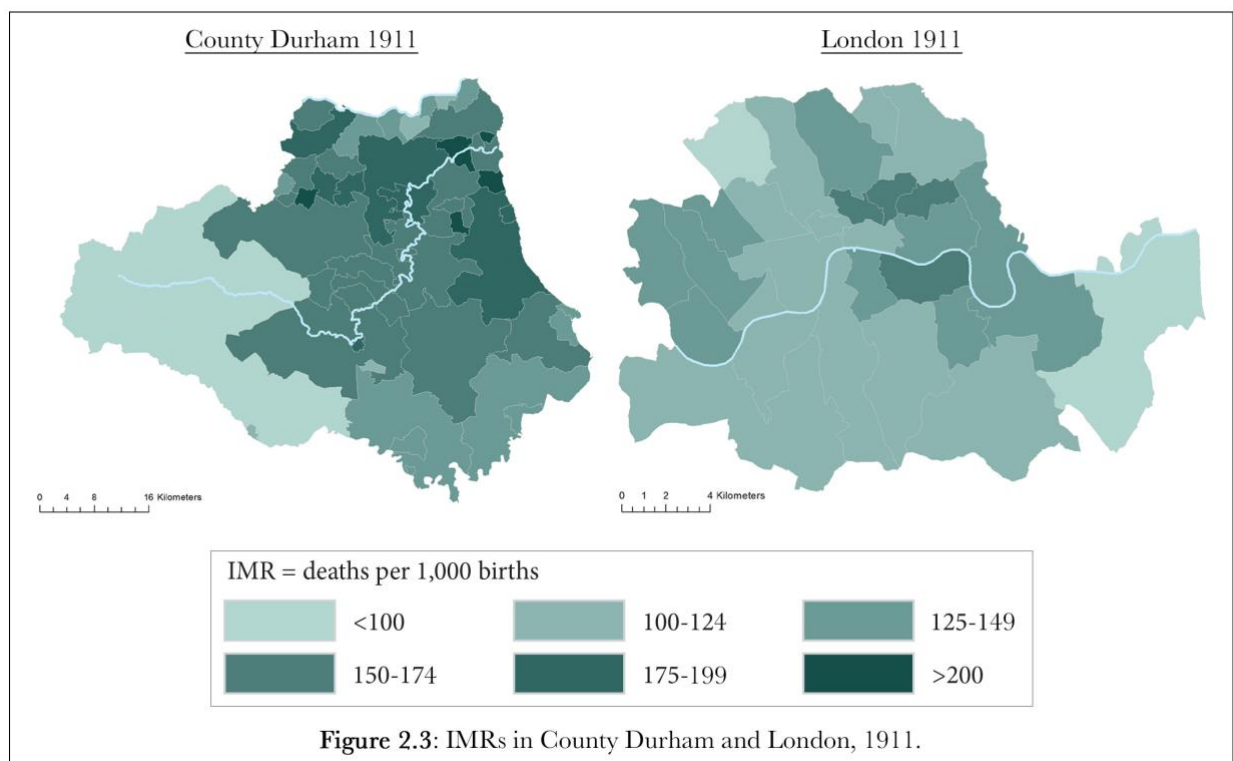 County Durham 1911
London 1911
0 4 8 16 Kilometers
0 1 2 4 Kilometers
IMR = deaths per 1,000 births
<100 100-124 125-149
150-174 175-199 >200
Figure 2.3: IMRs in County Durham and London, 1911.